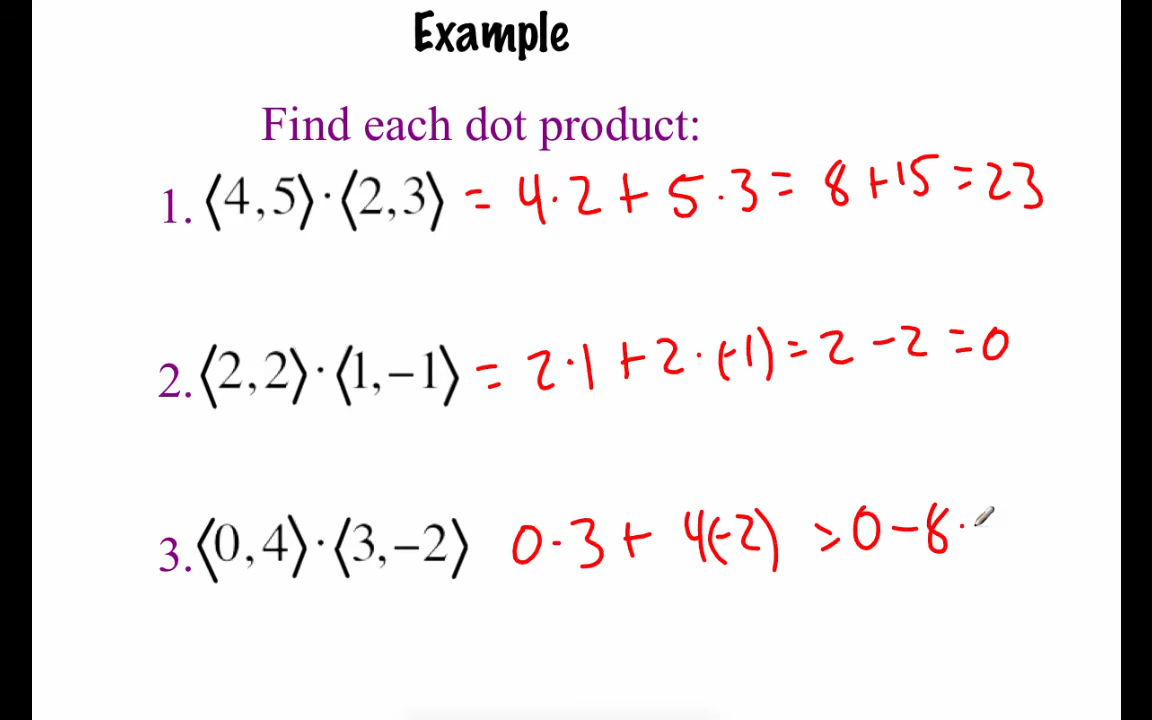 Example
Find each dot product:
1. ⟨4,5⟩·⟨2,3⟩ = 4·2 + 5·3 = 8+15 = 23
2. ⟨2,2⟩·⟨1,−1⟩ = 2·1 + 2·(-1) = 2 - 2 = 0
3. ⟨0,4⟩·⟨3,−2⟩ 0·3 + 4(-2) = 0 - 8